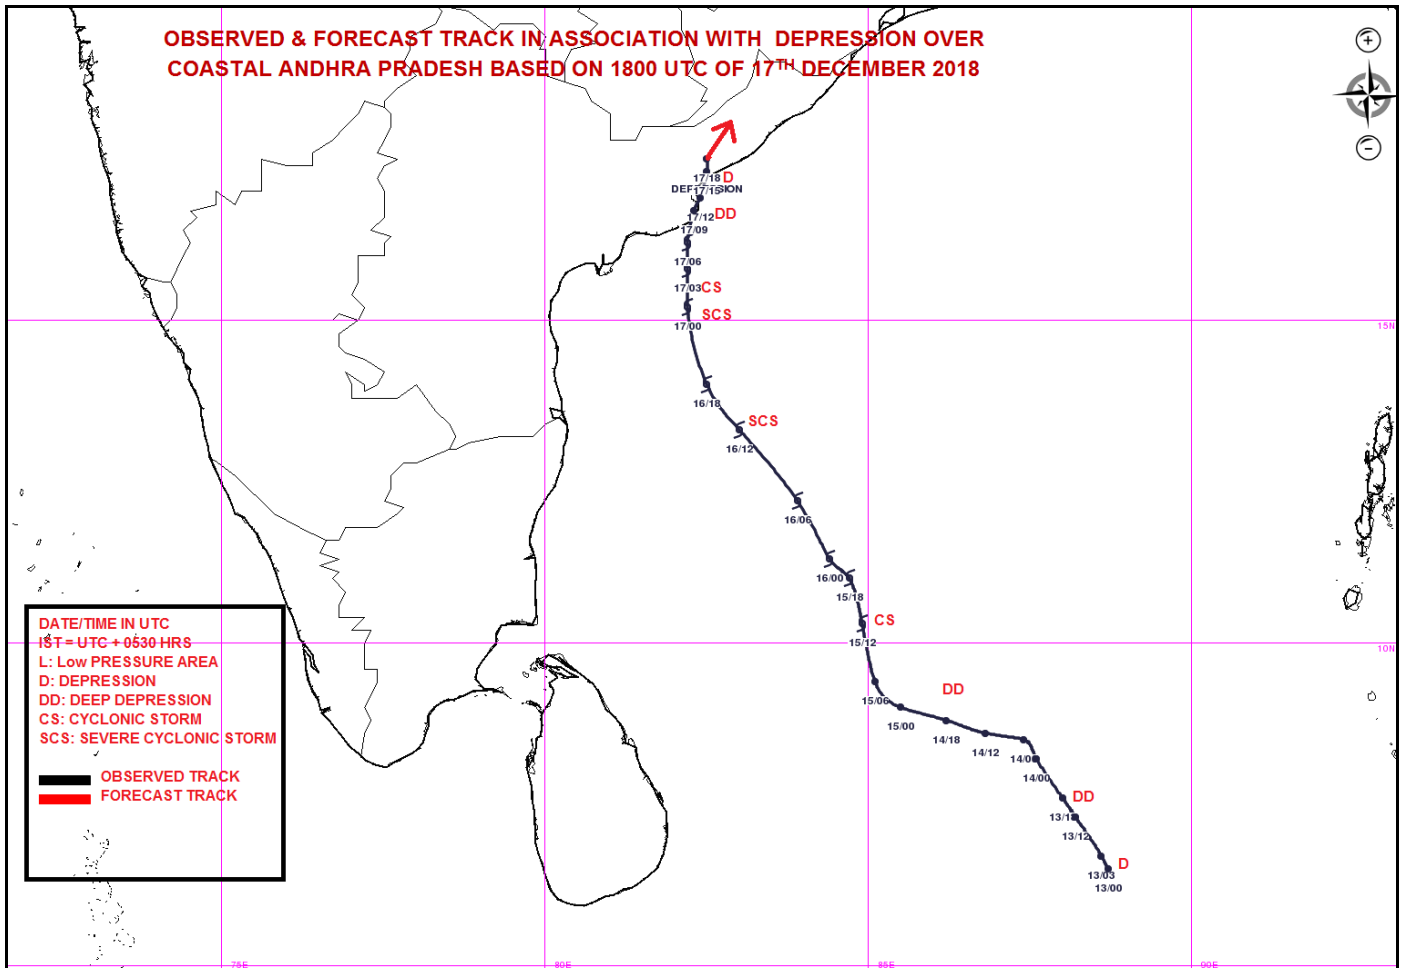 OBSERVED & FORECAST TRACK IN ASSOCIATION WITH DEPRESSION OVER
COASTAL ANDHRA PRADESH BASED ON 1800 UTC OF 17TH DECEMBER 2018
+
-
17/18 D
17/15
17/12 DD
17/09
17/06
17/03 CS
SCS
17/00
15N
16/18
SCS
16/12
16/06
16/00
15/18
CS
15/12
10N
DD
15/06
15/00
14/18
14/12
14/00
DD
13/18
13/12
D
13/03
13/00
DATE/TIME IN UTC
IST = UTC + 0530 HRS
L: Low PRESSURE AREA
D: DEPRESSION
DD: DEEP DEPRESSION
CS: CYCLONIC STORM
SCS: SEVERE CYCLONIC STORM
OBSERVED TRACK
FORECAST TRACK
75E
80E
85E
90E